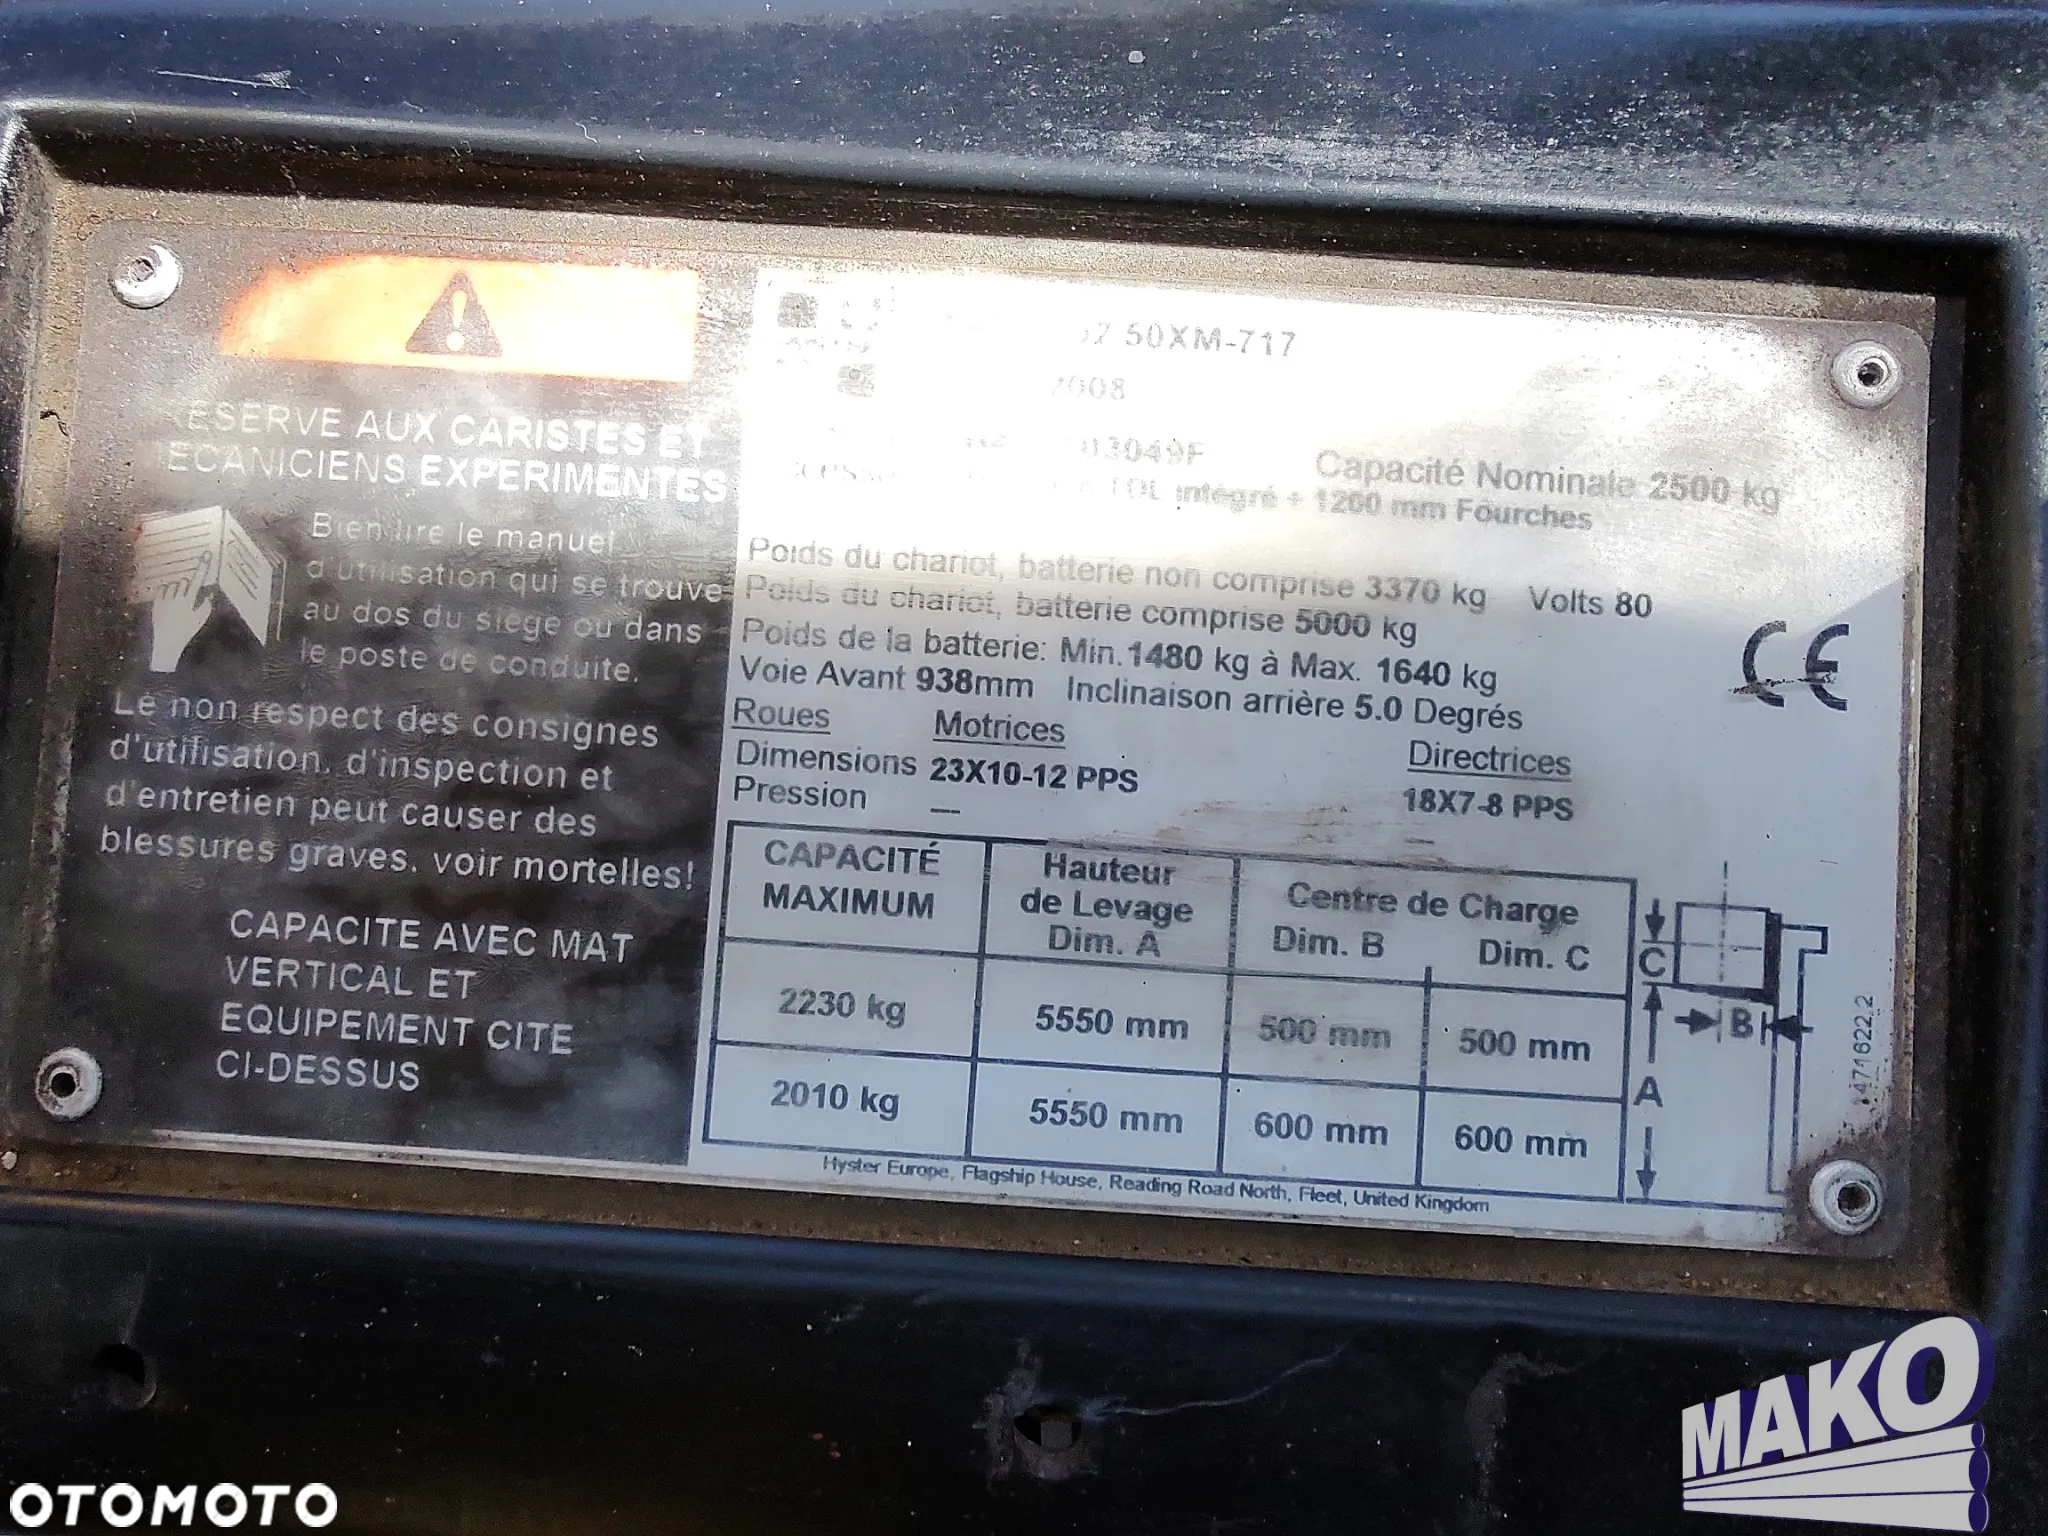 RESERVE AUX CARISTES ET
MECANICIENS EXPERIMENTES
Bien lire le manuel
d'utilisation qui se trouve
au dos du siege ou dans
le poste de conduite.
Le non respect des consignes
d'utilisation, d'inspection et
d'entretien peut causer des
blessures graves, voir mortelles!
CAPACITE AVEC MAT
VERTICAL ET
EQUIPEMENT CITE
CI-DESSUS
50XM-717
2008
03049F Capacité Nominale 2500 kg
TDL intégré + 1200 mm Fourches
Poids du chariot, batterie non comprise 3370 kg Volts 80
Poids du chariot, batterie comprise 5000 kg
Poids de la batterie: Min.1480 kg à Max. 1640 kg
Voie Avant 938mm Inclinaison arrière 5.0 Degrés
Roues Motrices Directrices
Dimensions 23X10-12 PPS 18X7-8 PPS
Pression — —
CAPACITÉ MAXIMUM Hauteur de Levage Dim. A Centre de Charge Dim. B Dim. C
2230 kg 5550 mm 500 mm 500 mm
2010 kg 5550 mm 600 mm 600 mm
C
B
A
CE
1471622.2
Hyster Europe, Flagship House, Reading Road North, Fleet, United Kingdom
MAKO
OTOMOTO